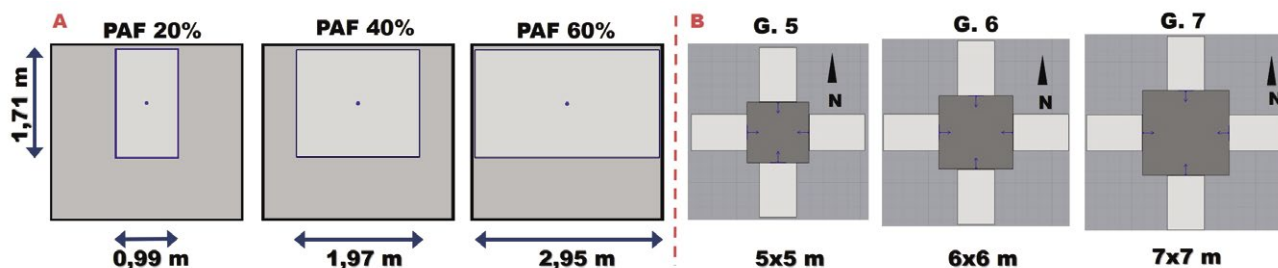 A
PAF 20%
PAF 40%
PAF 60%
1,71 m
0,99 m
1,97 m
2,95 m
B
G. 5
G. 6
G. 7
N
N
N
5x5 m
6x6 m
7x7 m